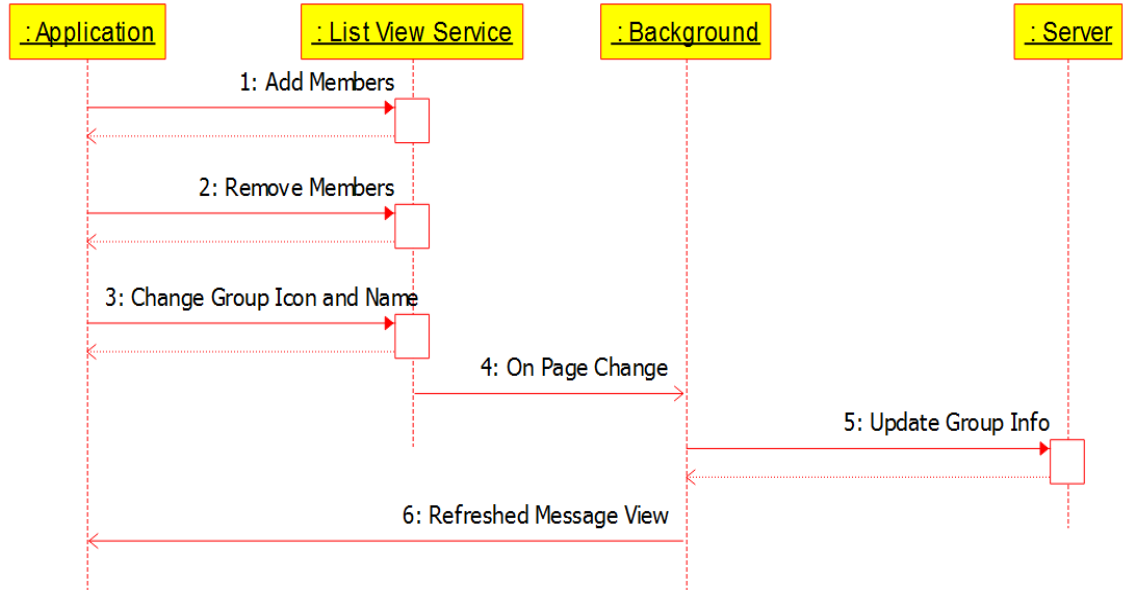 : Application
: List View Service
: Background
: Server
1: Add Members
2: Remove Members
3: Change Group Icon and Name
4: On Page Change
5: Update Group Info
6: Refreshed Message View